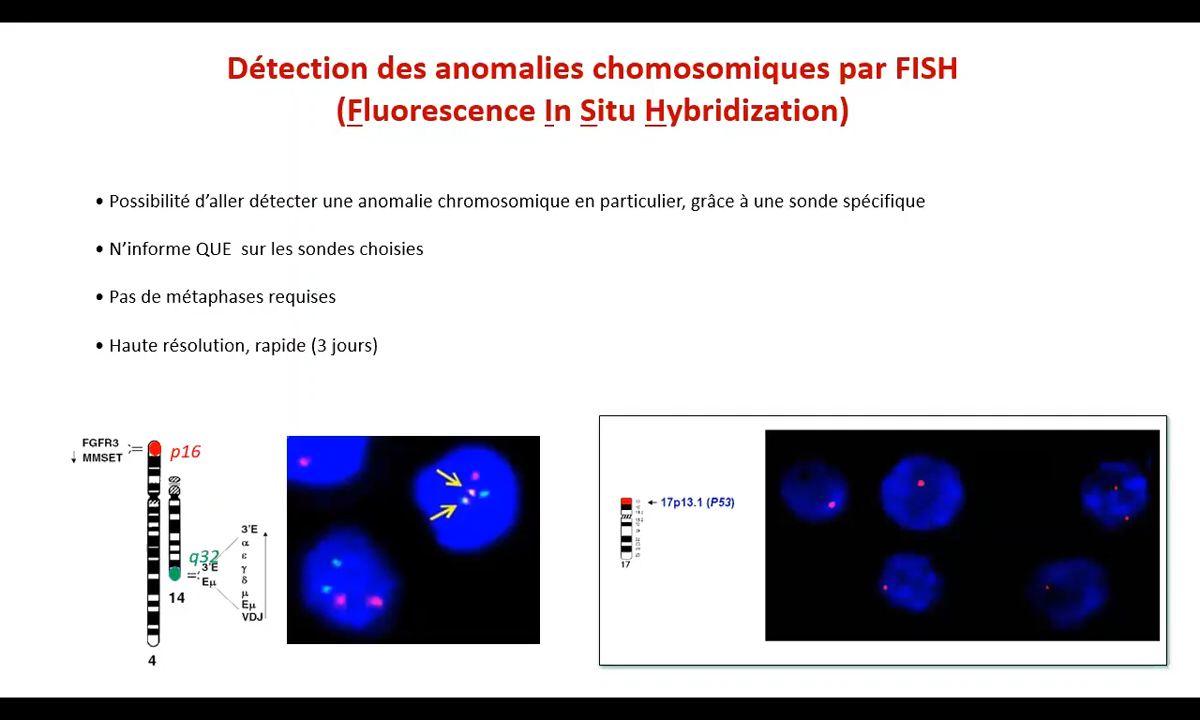 Détection des anomalies chomosomiques par FISH
(Fluorescence In Situ Hybridization)
• Possibilité d’aller détecter une anomalie chromosomique en particulier, grâce à une sonde spécifique
• N’informe QUE  sur les sondes choisies
• Pas de métaphases requises
• Haute résolution, rapide (3 jours)
FGFR3
↓ MMSET
p16
q32
3'E
Eμ
14
4
3'E
α
ε
γ
δ
μ
Eμ
VDJ
← 17p13.1 (P53)
17